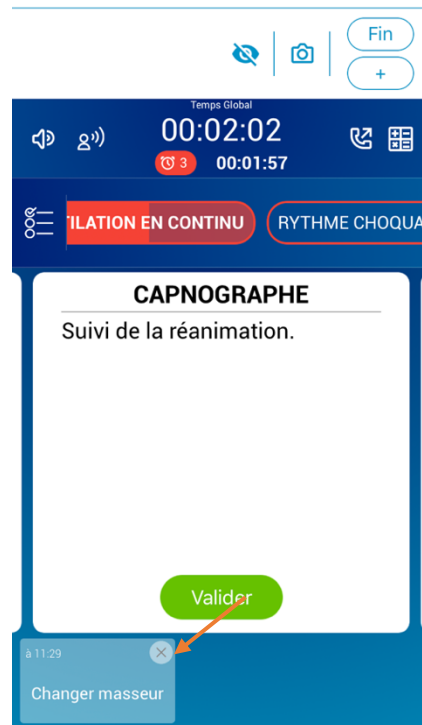 Fin
+
Temps Global
00:02:02
3 00:01:57
TILATION EN CONTINU RYTHME CHOQUA
CAPNOGRAPHE
Suivi de la réanimation.
Valider
à 11:29
Changer masseur